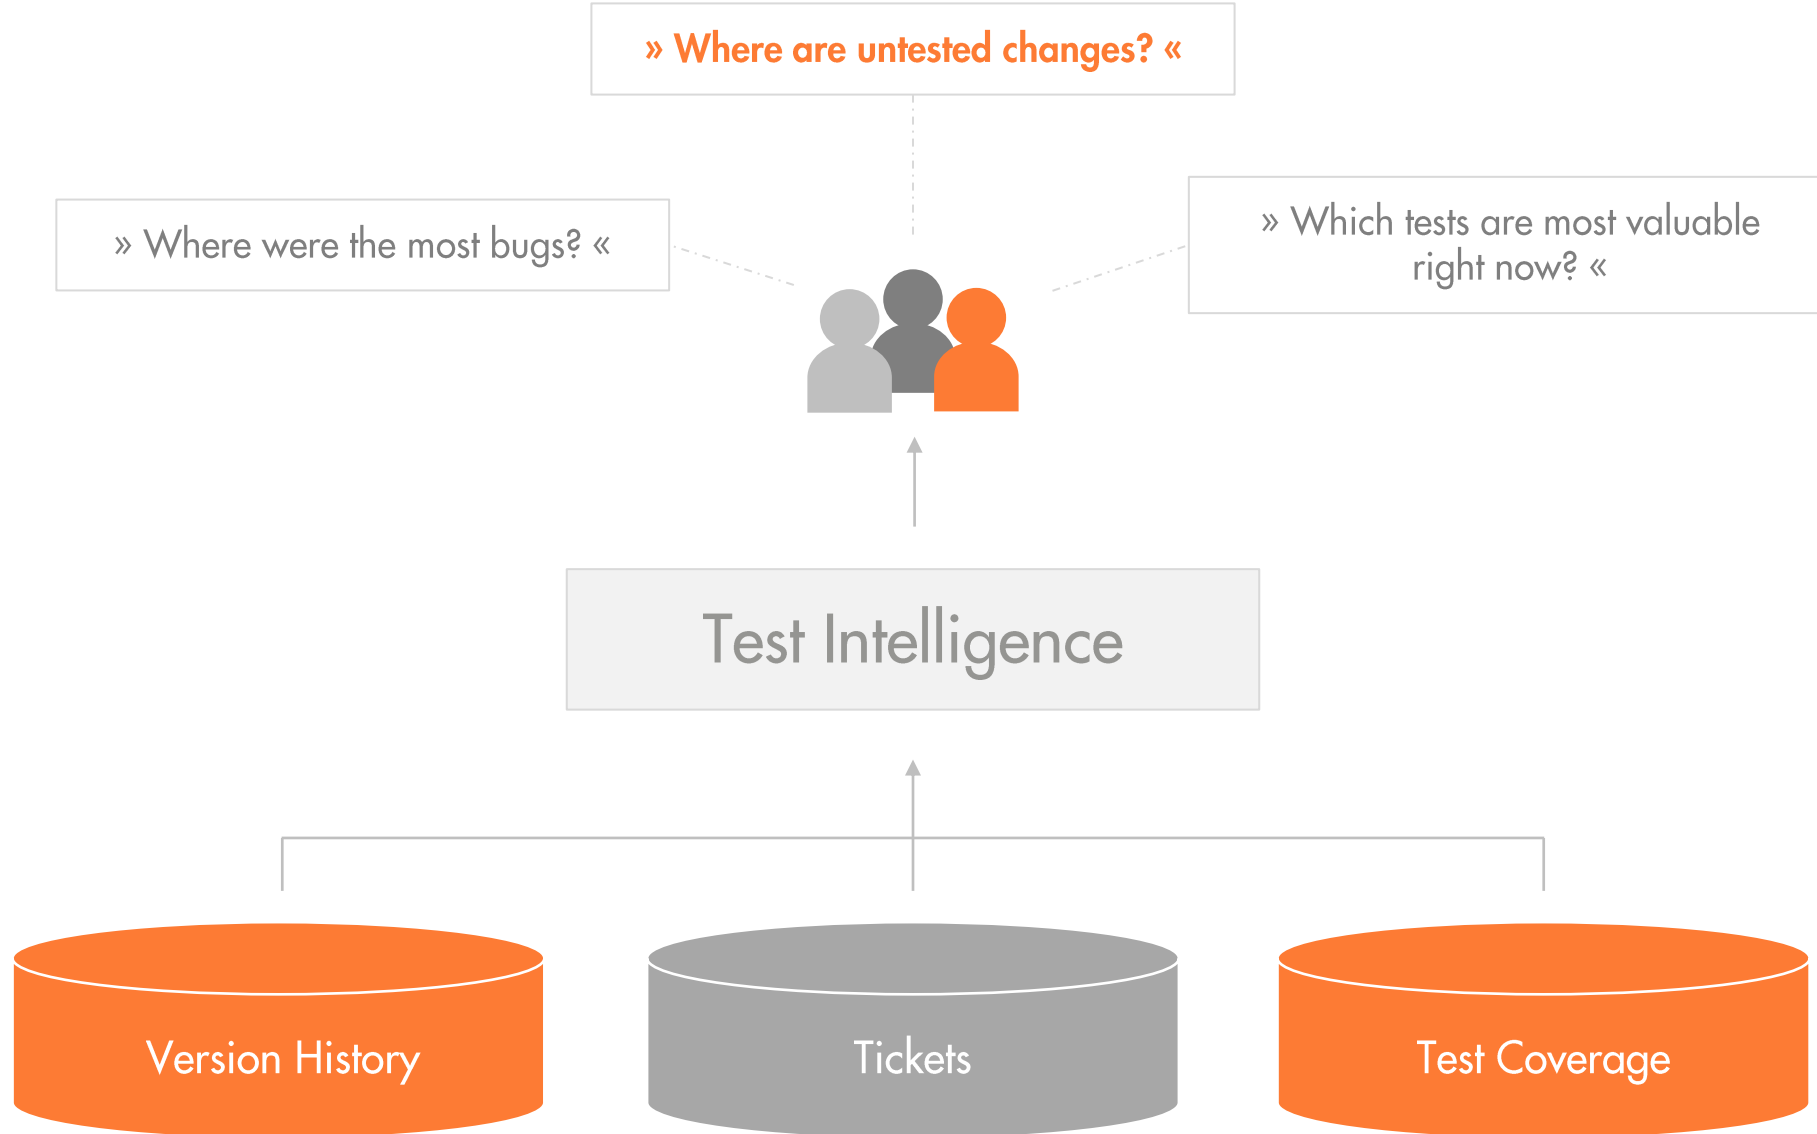 » Where are untested changes? «
» Where were the most bugs? «
» Which tests are most valuable
right now? «
Test Intelligence
Version History
Tickets
Test Coverage